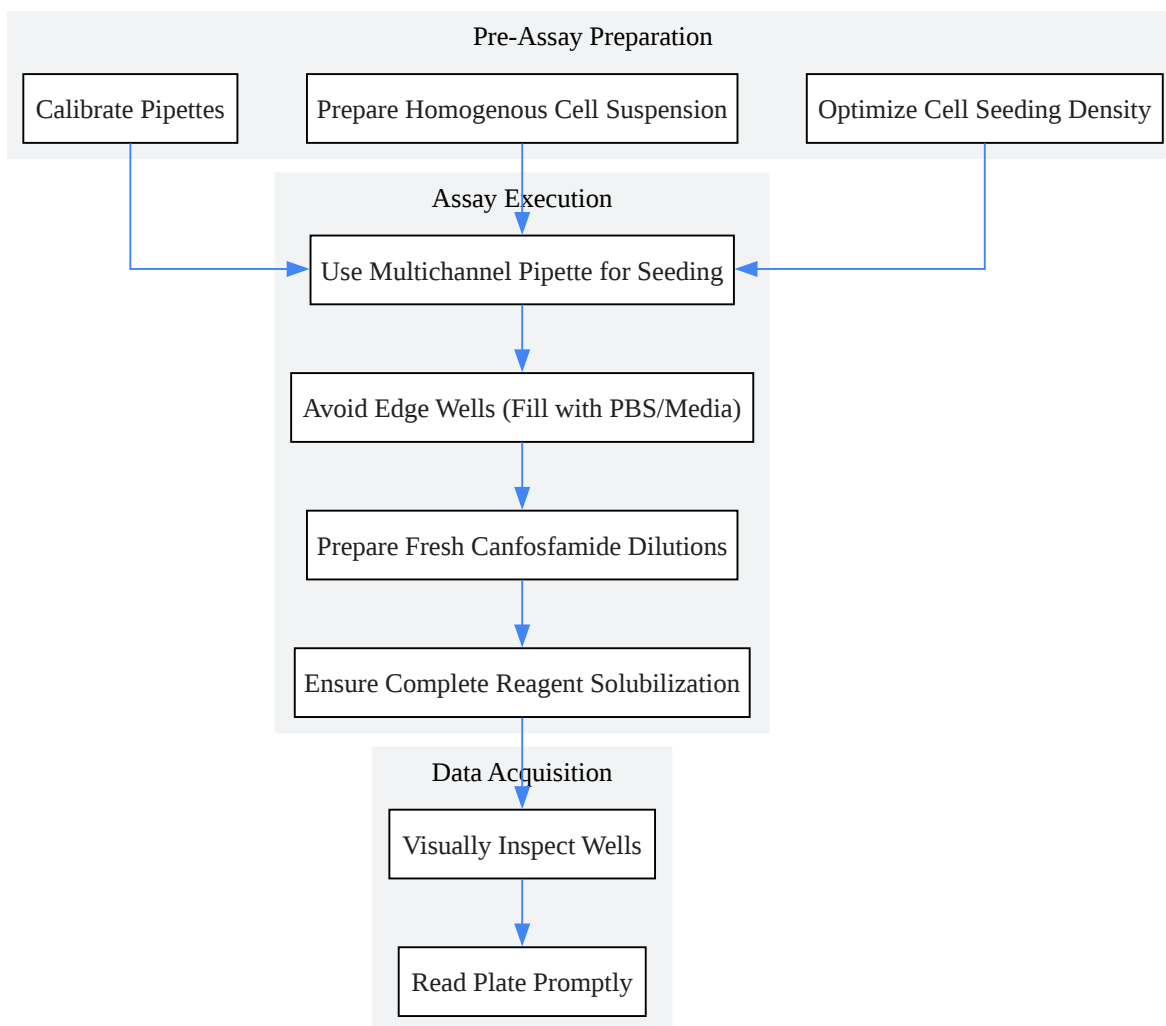 Pre-Assay Preparation
Calibrate Pipettes
Prepare Homogenous Cell Suspension
Optimize Cell Seeding Density
Assay Execution
Use Multichannel Pipette for Seeding
Avoid Edge Wells (Fill with PBS/Media)
Prepare Fresh Canfosfamide Dilutions
Ensure Complete Reagent Solubilization
Data Acquisition
Visually Inspect Wells
Read Plate Promptly